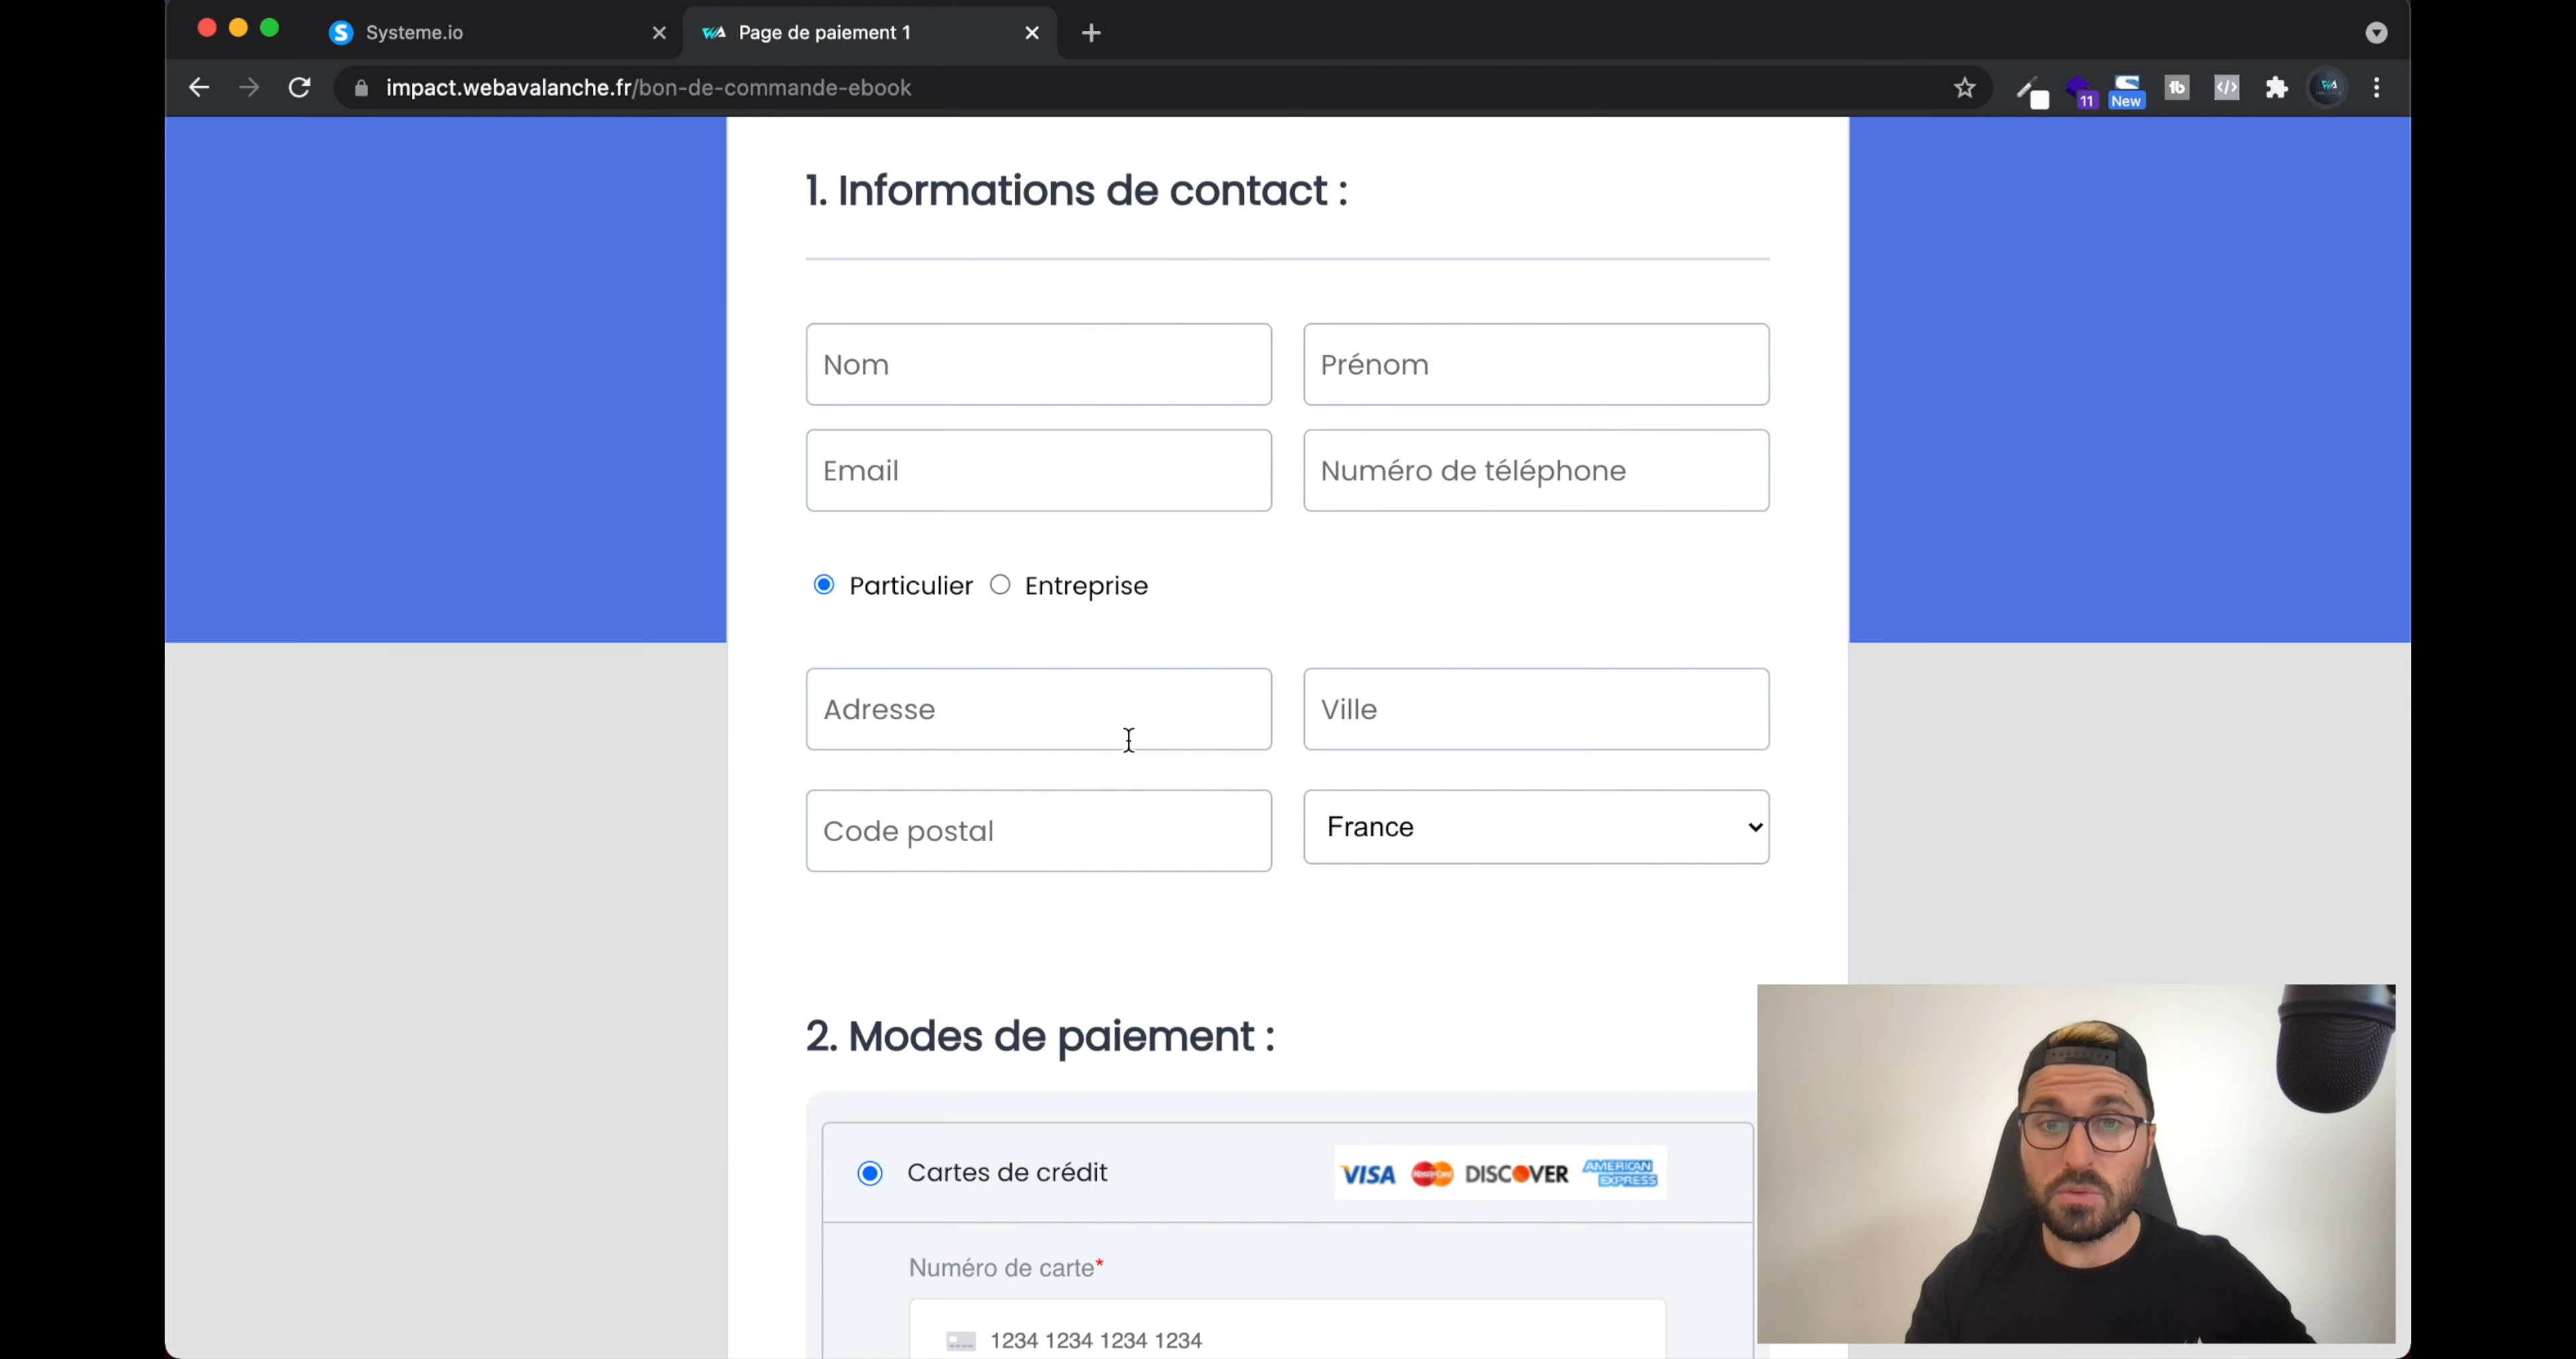 Systeme.io
Page de paiement 1
impact.webavalanche.fr/bon-de-commande-ebook
11
New
1. Informations de contact :
Nom
Prénom
Email
Numéro de téléphone
Particulier
Entreprise
Adresse
Ville
Code postal
France
2. Modes de paiement :
Cartes de crédit
VISA MasterCard DISCOVER AMERICAN EXPRESS
Numéro de carte*
1234 1234 1234 1234